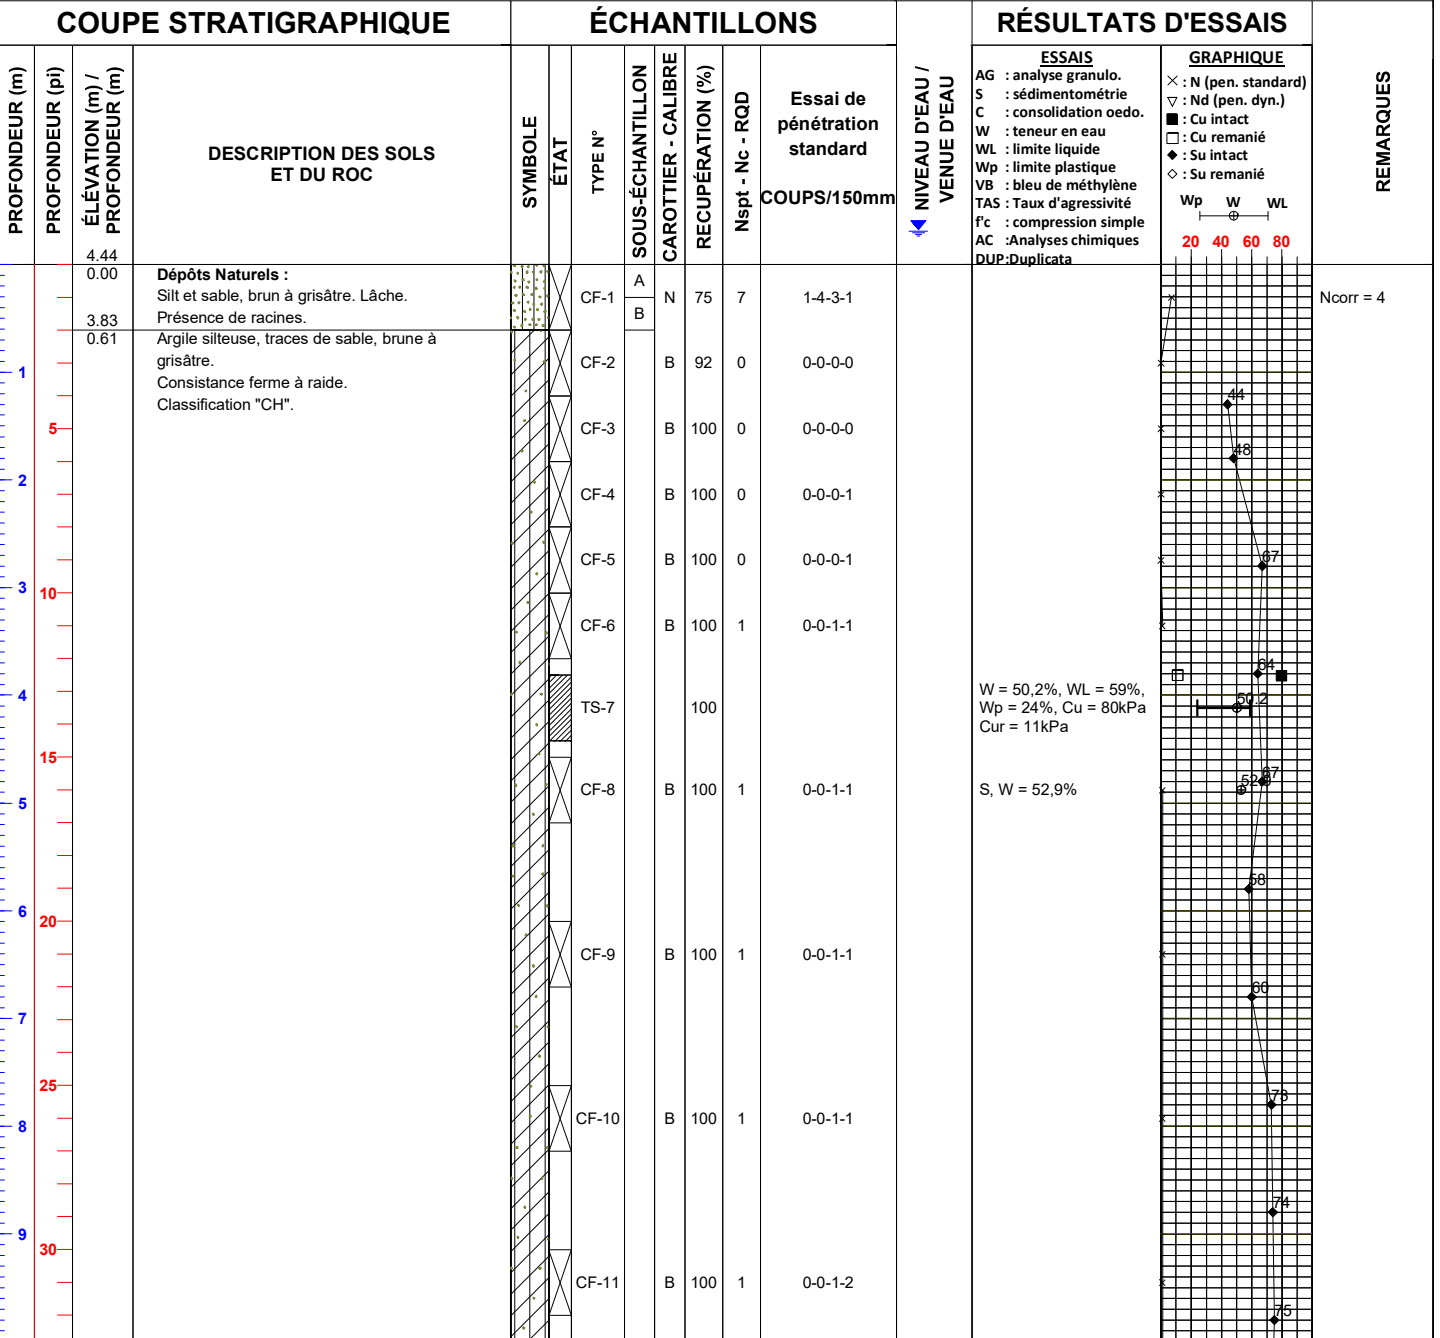 COUPE STRATIGRAPHIQUE
ÉCHANTILLONS
RÉSULTATS D'ESSAIS
PROFONDEUR (m)
PROFONDEUR (pi)
ÉLÉVATION (m) /
PROFONDEUR (m)
DESCRIPTION DES SOLS
ET DU ROC
SYMBOLE
ÉTAT
TYPE N°
SOUS-ÉCHANTILLON
CAROTTIER - CALIBRE
RECUPÉRATION (%)
Nspt - Nc - RQD
Essai de
pénétration
standard
COUPS/150mm
NIVEAU D'EAU /
VENUE D'EAU
ESSAIS
AG : analyse granulo.
S : sédimentométrie
C : consolidation oedo.
W : teneur en eau
WL : limite liquide
Wp : limite plastique
VB : bleu de méthylène
TAS : Taux d'agressivité
f'c : compression simple
AC :Analyses chimiques
DUP:Duplicata
GRAPHIQUE
× : N (pen. standard)
▽ : Nd (pen. dyn.)
■ : Cu intact
□ : Cu remanié
◆ : Su intact
◇ : Su remanié
Wp W WL
20 40 60 80
REMARQUES
4.44
0.00
Dépôts Naturels :
Silt et sable, brun à grisâtre. Lâche.
Présence de racines.
3.83
0.61
Argile silteuse, traces de sable, brune à
grisâtre.
Consistance ferme à raide.
Classification "CH".
CF-1 A B N 75 7 1-4-3-1 Ncorr = 4
CF-2 B 92 0 0-0-0-0
1
44
5 CF-3 B 100 0 0-0-0-0
48
2
CF-4 B 100 0 0-0-0-1
CF-5 B 100 0 0-0-0-1 67
3
10
CF-6 B 100 1 0-0-1-1
64
4
TS-7 100
W = 50,2%, WL = 59%,
Wp = 24%, Cu = 80kPa
Cur = 11kPa
50.2
15
67
CF-8 B 100 1 0-0-1-1 S, W = 52,9%
5
58
6
20
CF-9 B 100 1 0-0-1-1
60
7
25
73
CF-10 B 100 1 0-0-1-1
8
74
9
30
CF-11 B 100 1 0-0-1-2
75